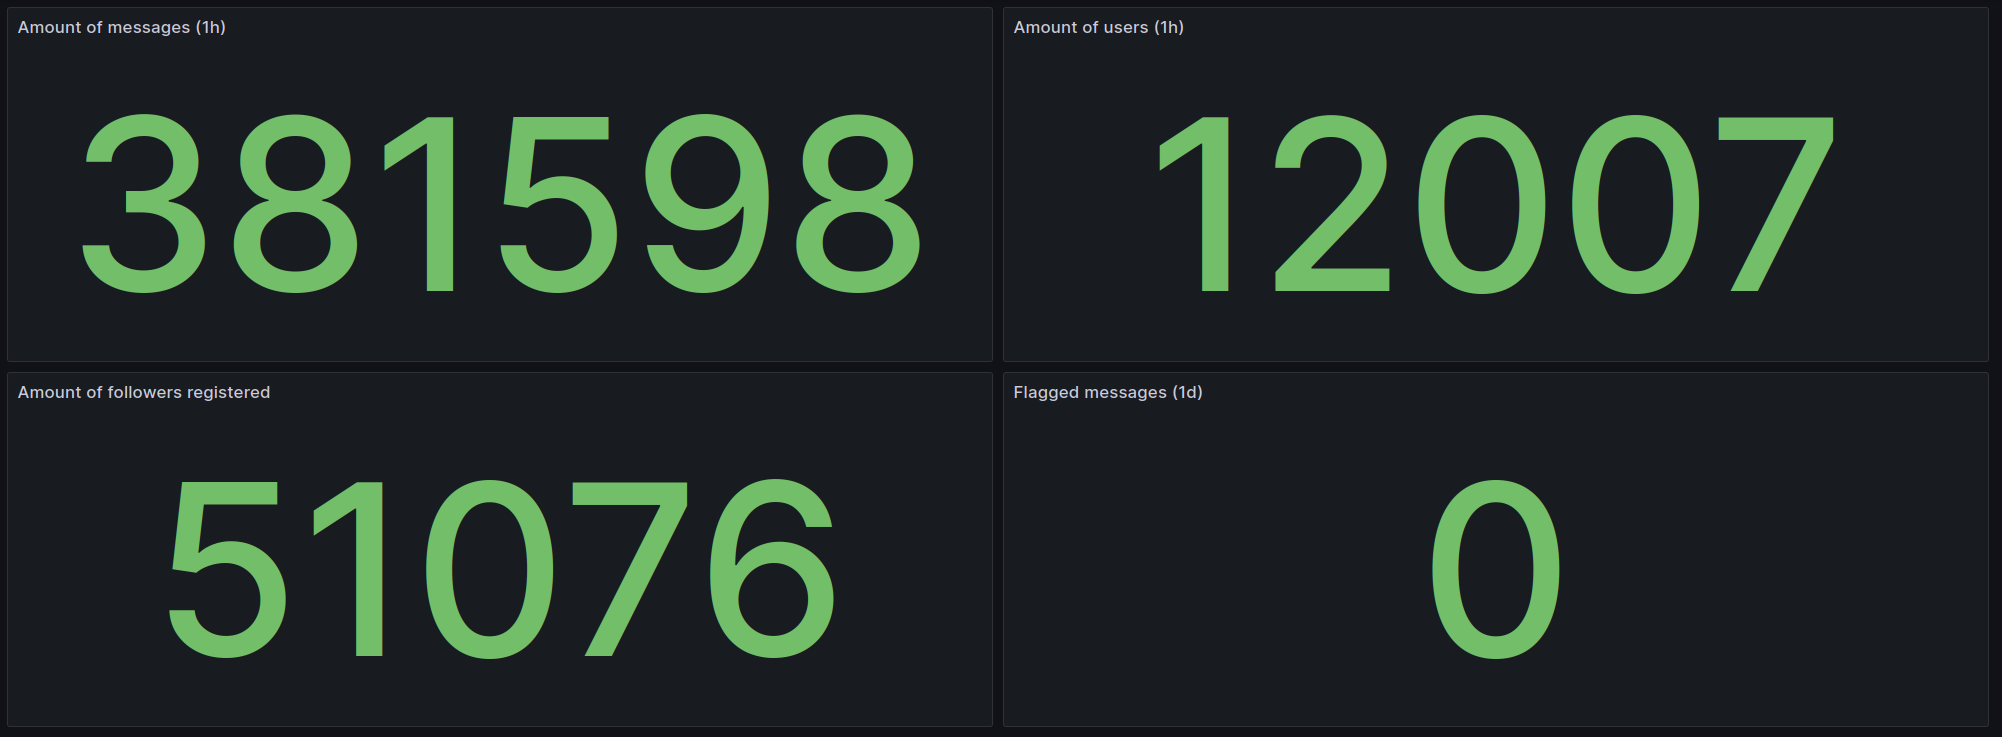 Amount of messages (1h)
381598
Amount of users (1h)
12007
Amount of followers registered
51076
Flagged messages (1d)
0